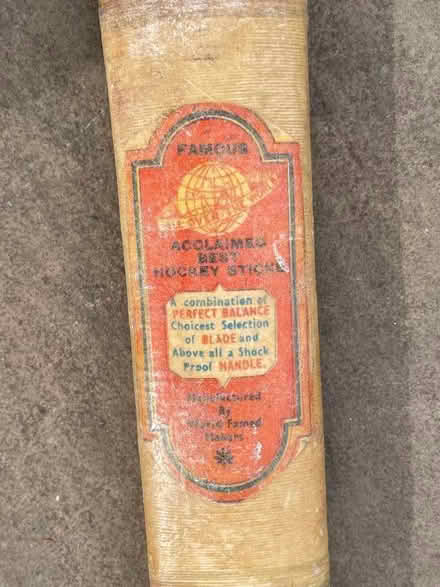 FAMOUS
ACCLAIMED
BEST
HOCKEY STICKS
A combination of
PERFECT BALANCE
Choicest Selection
of BLADE and
Above all a Shock
Proof HANDLE.
Manufactured
By
World Famed
Makers